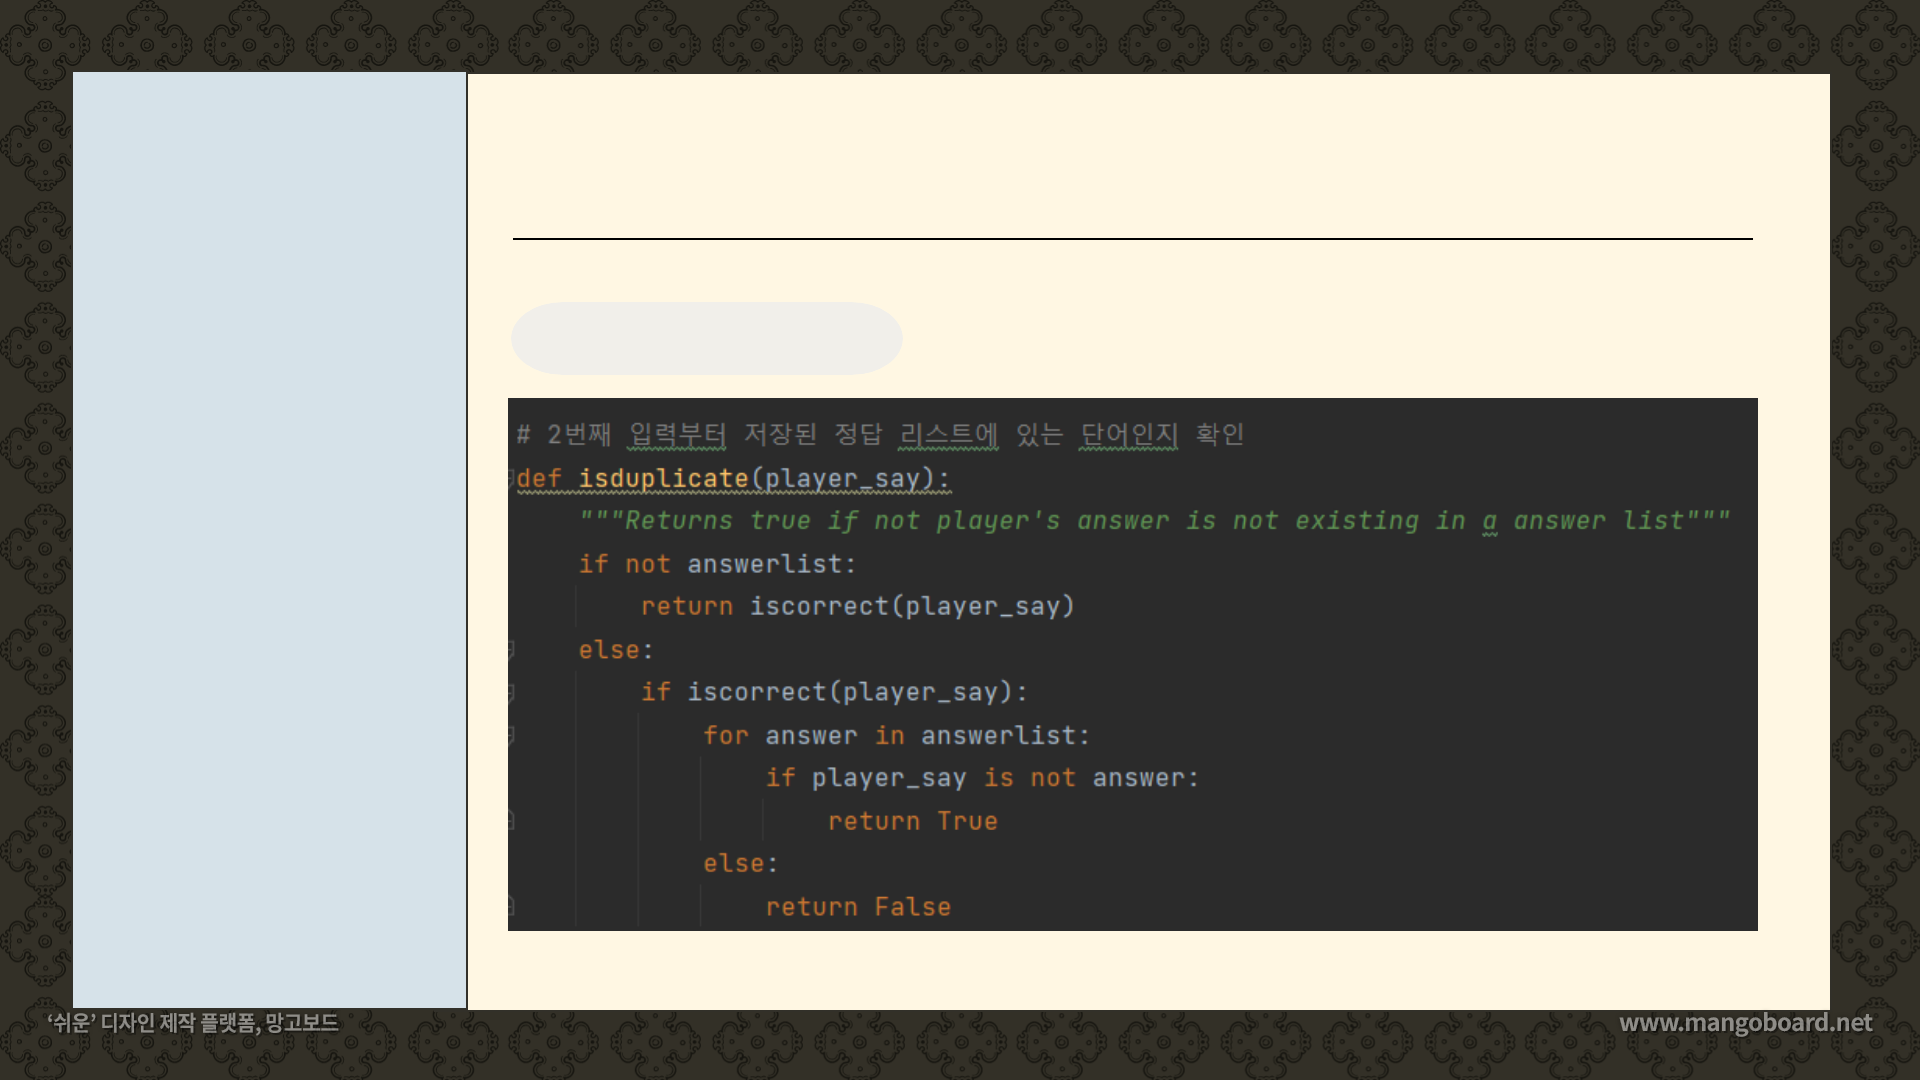 # 2번째 입력부터 저장된 정답 리스트에 있는 단어인지 확인
def isduplicate(player_say):
    """Returns true if not player's answer is not existing in a answer list"""
    if not answerlist:
        return iscorrect(player_say)
    else:
        if iscorrect(player_say):
            for answer in answerlist:
                if player_say is not answer:
                    return True
            else:
                return False
‘쉬운’ 디자인 제작 플랫폼, 망고보드
www.mangoboard.net